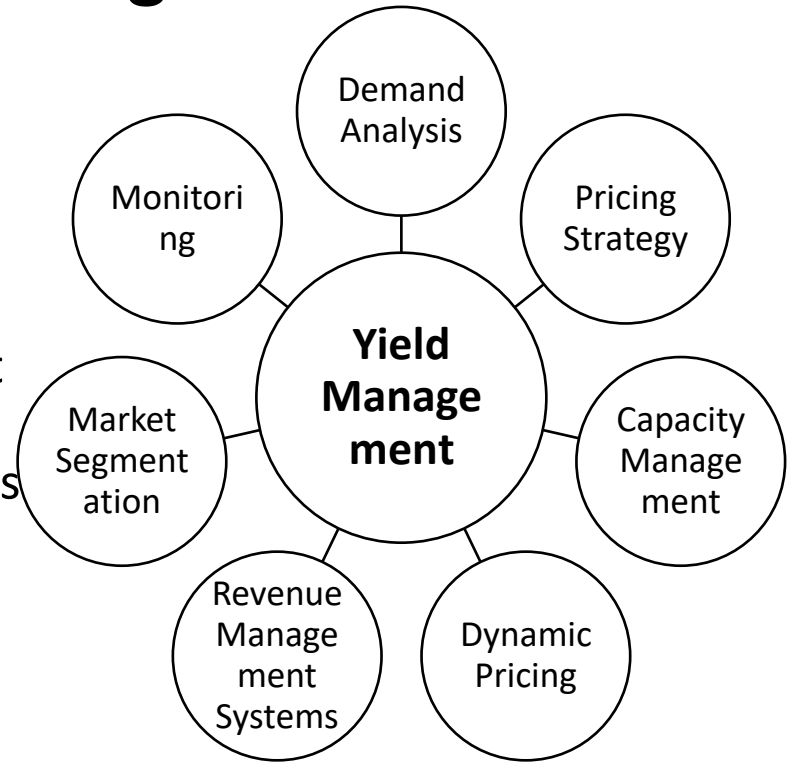 g
Demand
Analysis
Pricing
Strategy
Capacity
Manage
ment
Dynamic
Pricing
Revenue
Manage
ment
Systems
Market
Segment
ation
Monitori
ng
Yield
Manage
ment
t
s